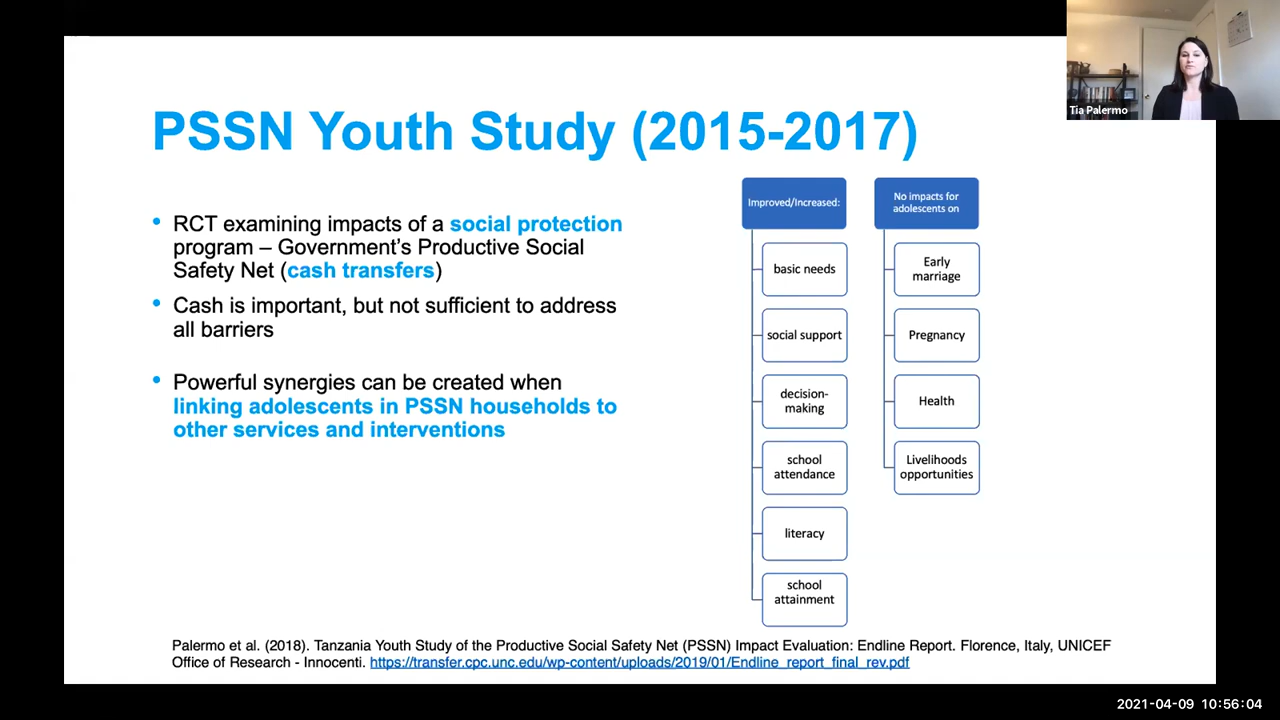 Tia Palermo
PSSN Youth Study (2015-2017)
• RCT examining impacts of a social protection
program – Government's Productive Social
Safety Net (cash transfers)
• Cash is important, but not sufficient to address
all barriers
• Powerful synergies can be created when
linking adolescents in PSSN households to
other services and interventions
Improved/Increased:
basic needs
social support
decision-
making
school
attendance
literacy
school
attainment
No impacts for
adolescents on
Early
marriage
Pregnancy
Health
Livelihoods
opportunities
Palermo et al. (2018). Tanzania Youth Study of the Productive Social Safety Net (PSSN) Impact Evaluation: Endline Report. Florence, Italy, UNICEF
Office of Research - Innocenti. https://transfer.cpc.unc.edu/wp-content/uploads/2019/01/Endline_report_final_rev.pdf
2021-04-09 10:56:04